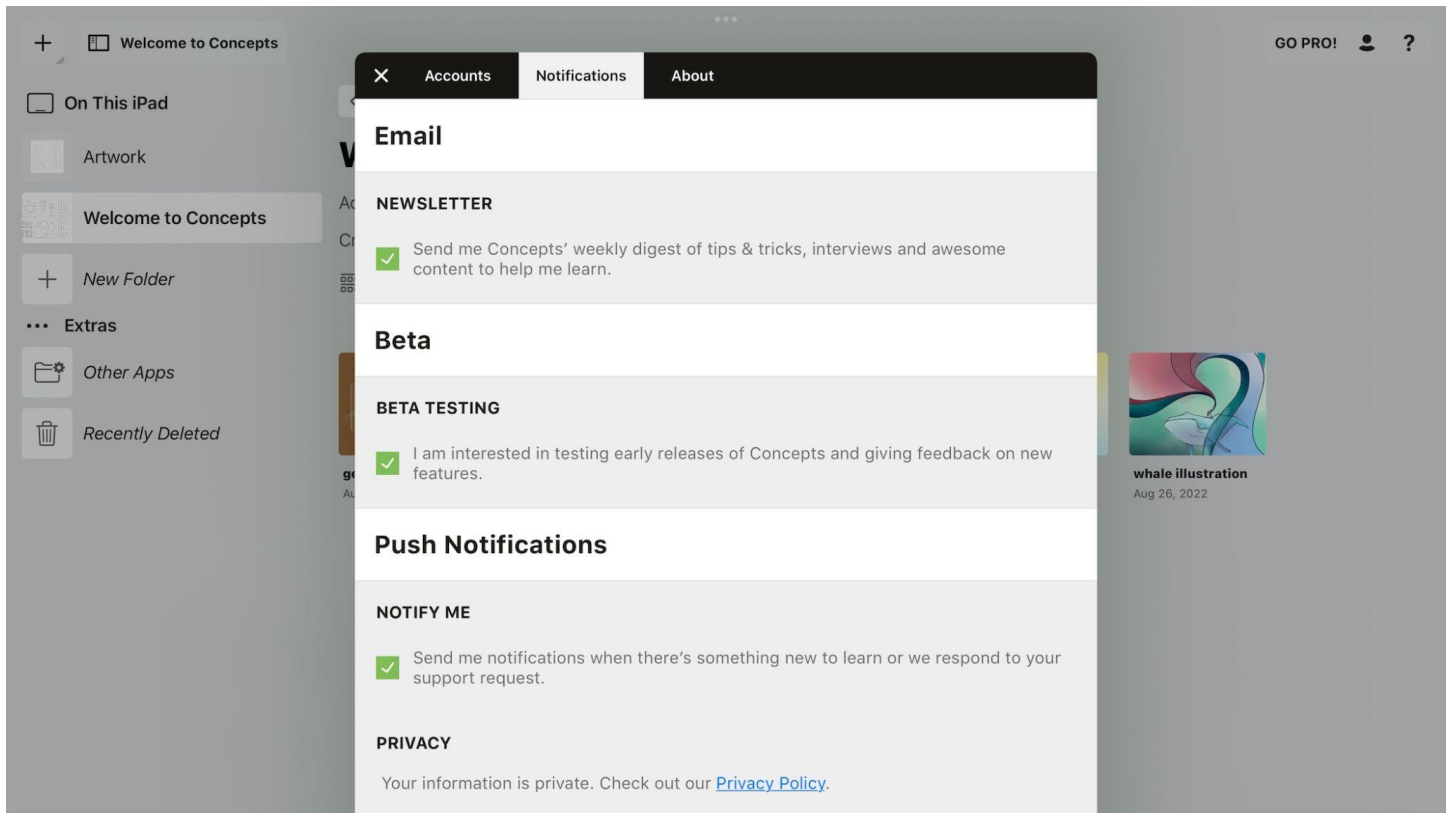 Welcome to Concepts
GO PRO!
?
On This iPad
Artwork
Welcome to Concepts
New Folder
Extras
Other Apps
Recently Deleted
Accounts
Notifications
About
Email
NEWSLETTER
Send me Concepts’ weekly digest of tips & tricks, interviews and awesome
content to help me learn.
Beta
BETA TESTING
I am interested in testing early releases of Concepts and giving feedback on new
features.
Push Notifications
NOTIFY ME
Send me notifications when there’s something new to learn or we respond to your
support request.
PRIVACY
Your information is private. Check out our Privacy Policy.
whale illustration
Aug 26, 2022